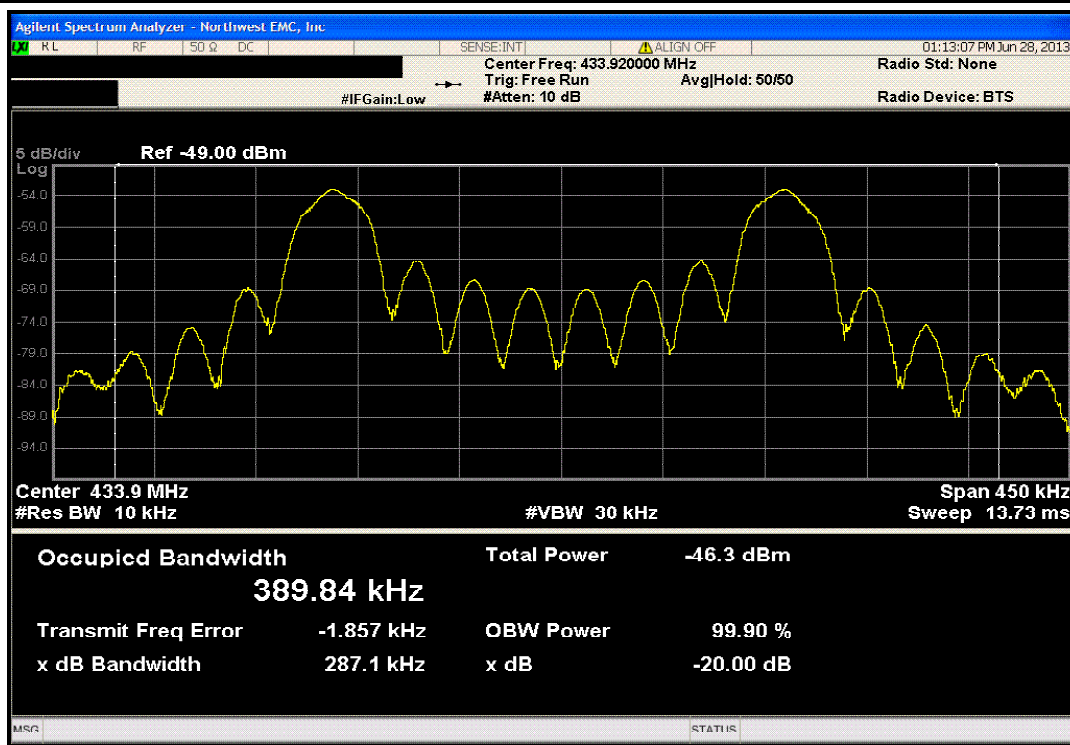 Agilent Spectrum Analyzer - Northwest EMC, Inc
LXI RL RF 50 Ω DC SENSE:INT ALIGN OFF 01:13:07 PM Jun 28, 2013
Center Freq: 433.920000 MHz Radio Std: None
Trig: Free Run Avg|Hold: 50/50
#IFGain:Low #Atten: 10 dB Radio Device: BTS
5 dB/div Ref -49.00 dBm
Log
-54.0
-59.0
-64.0
-69.0
-74.0
-79.0
-84.0
-89.0
-94.0
Center 433.9 MHz Span 450 kHz
#Res BW 10 kHz #VBW 30 kHz Sweep 13.73 ms
Occupied Bandwidth Total Power -46.3 dBm
389.84 kHz
Transmit Freq Error -1.857 kHz OBW Power 99.90 %
x dB Bandwidth 287.1 kHz x dB -20.00 dB
MSG STATUS